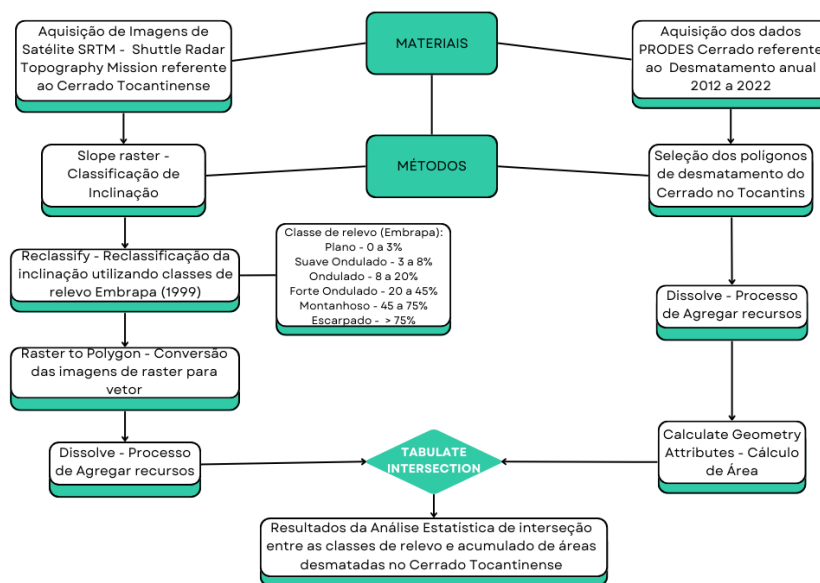 Aquisição de Imagens de
Satélite SRTM - Shuttle Radar
Topography Mission referente
ao Cerrado Tocantinense
MATERIAIS
Aquisição dos dados
PRODES Cerrado referente
ao Desmatamento anual
2012 a 2022
Slope raster -
Classificação de
Inclinação
MÉTODOS
Seleção dos polígonos
de desmatamento do
Cerrado no Tocantins
Reclassify - Reclassificação da
inclinação utilizando classes de
relevo Embrapa (1999)
Classe de relevo (Embrapa):
Plano - 0 a 3%
Suave Ondulado - 3 a 8%
Ondulado - 8 a 20%
Forte Ondulado - 20 a 45%
Montanhoso - 45 a 75%
Escarpado - > 75%
Dissolve - Processo
de Agregar recursos
Raster to Polygon - Conversão
das imagens de raster para
vetor
Dissolve - Processo
de Agregar recursos
TABULATE
INTERSECTION
Calculate Geometry
Attributes - Cálculo
de Área
Resultados da Análise Estatística de interseção
entre as classes de relevo e acumulado de áreas
desmatadas no Cerrado Tocantinense